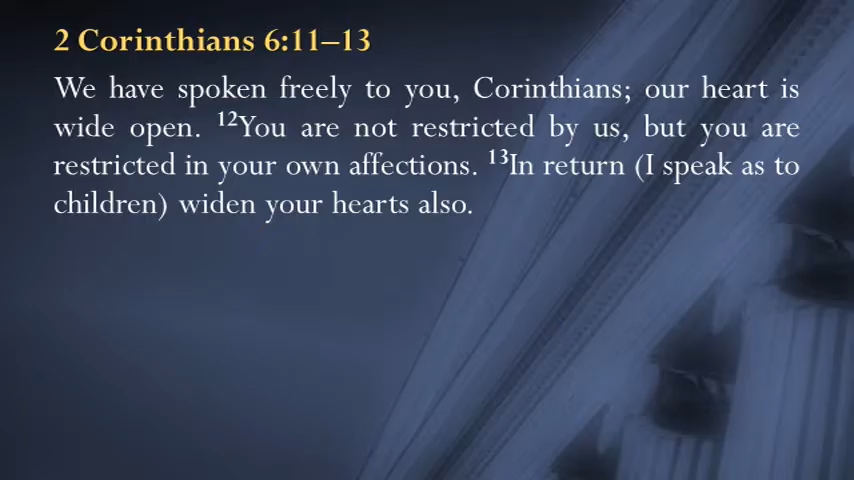 2 Corinthians 6:11–13
We have spoken freely to you, Corinthians; our heart is
wide open. ¹²You are not restricted by us, but you are
restricted in your own affections. ¹³In return (I speak as to
children) widen your hearts also.